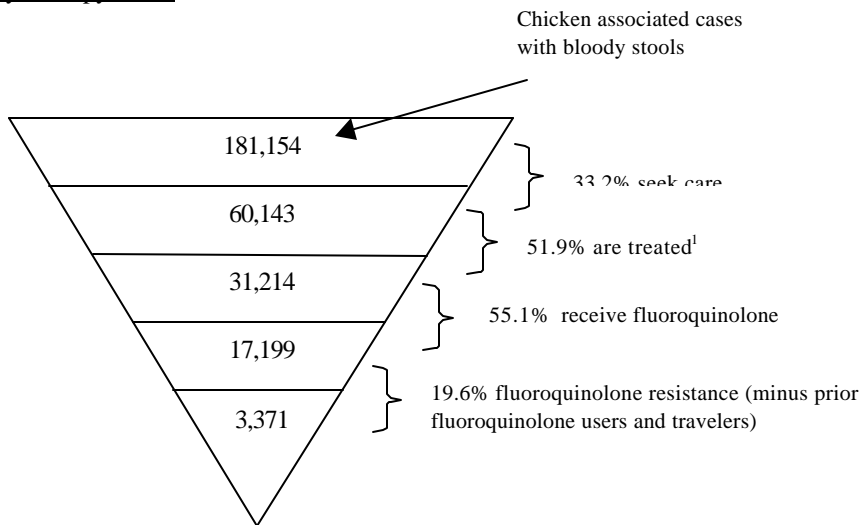 Chicken associated cases
with bloody stools
181,154
33.2% seek care
60,143
51.9% are treated1
31,214
55.1% receive fluoroquinolone
17,199
19.6% fluoroquinolone resistance (minus prior
fluoroquinolone users and travelers)
3,371